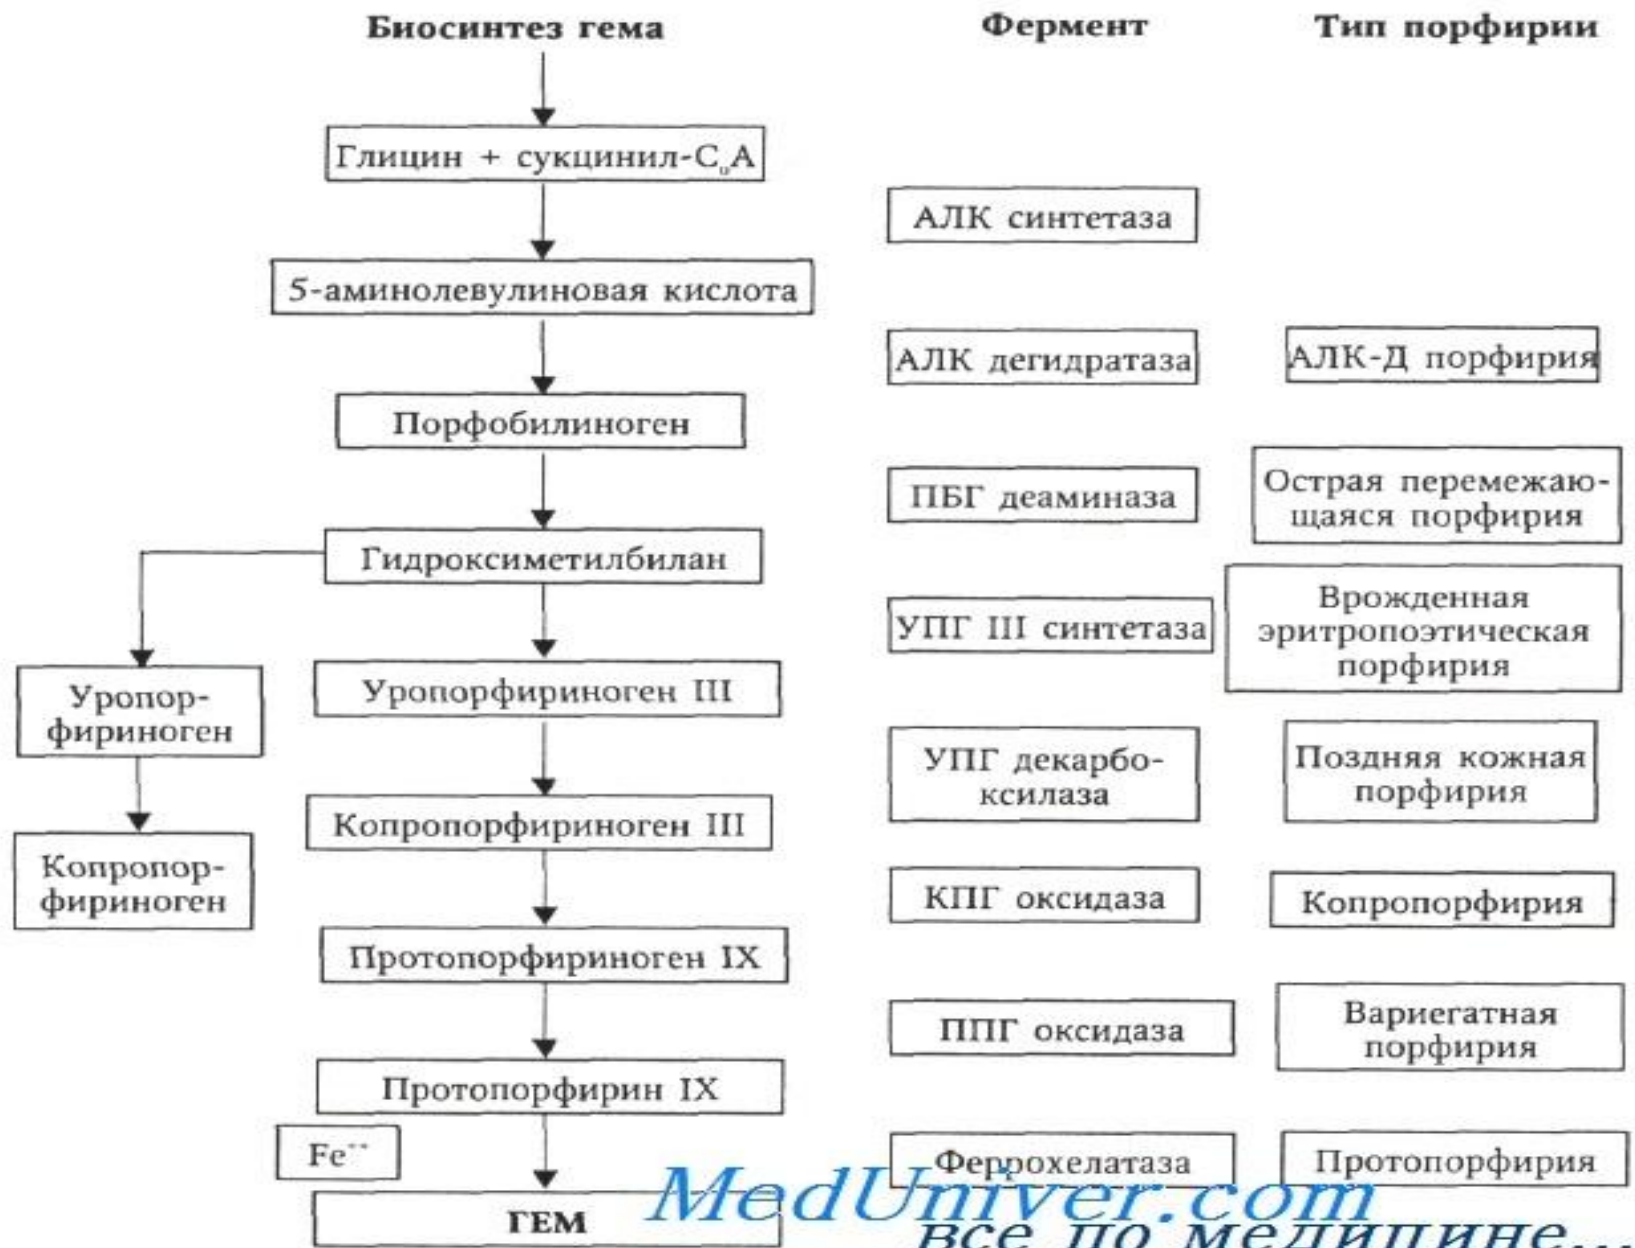 Биосинтез гема
Фермент
Тип порфирии
Глицин + сукцинил-СₒА
АЛК синтетаза
5-аминолевулиновая кислота
АЛК дегидратаза
АЛК-Д порфирия
Порфобилиноген
ПБГ деаминаза
Острая перемежаю-
щаяся порфирия
Гидроксиметилбилан
УПГ III синтетаза
Врожденная
эритропоэтическая
порфирия
Уропор-
фириноген
Уропорфириноген III
УПГ декарбо-
ксилаза
Поздняя кожная
порфирия
Копропорфириноген III
Копропор-
фириноген
КПГ оксидаза
Копропорфирия
Протопорфириноген IX
ППГ оксидаза
Вариегатная
порфирия
Протопорфирин IX
Fe⁻⁻
Феррохелатаза
Протопорфирия
ГЕМ
MedUniver.com
все по медицине...